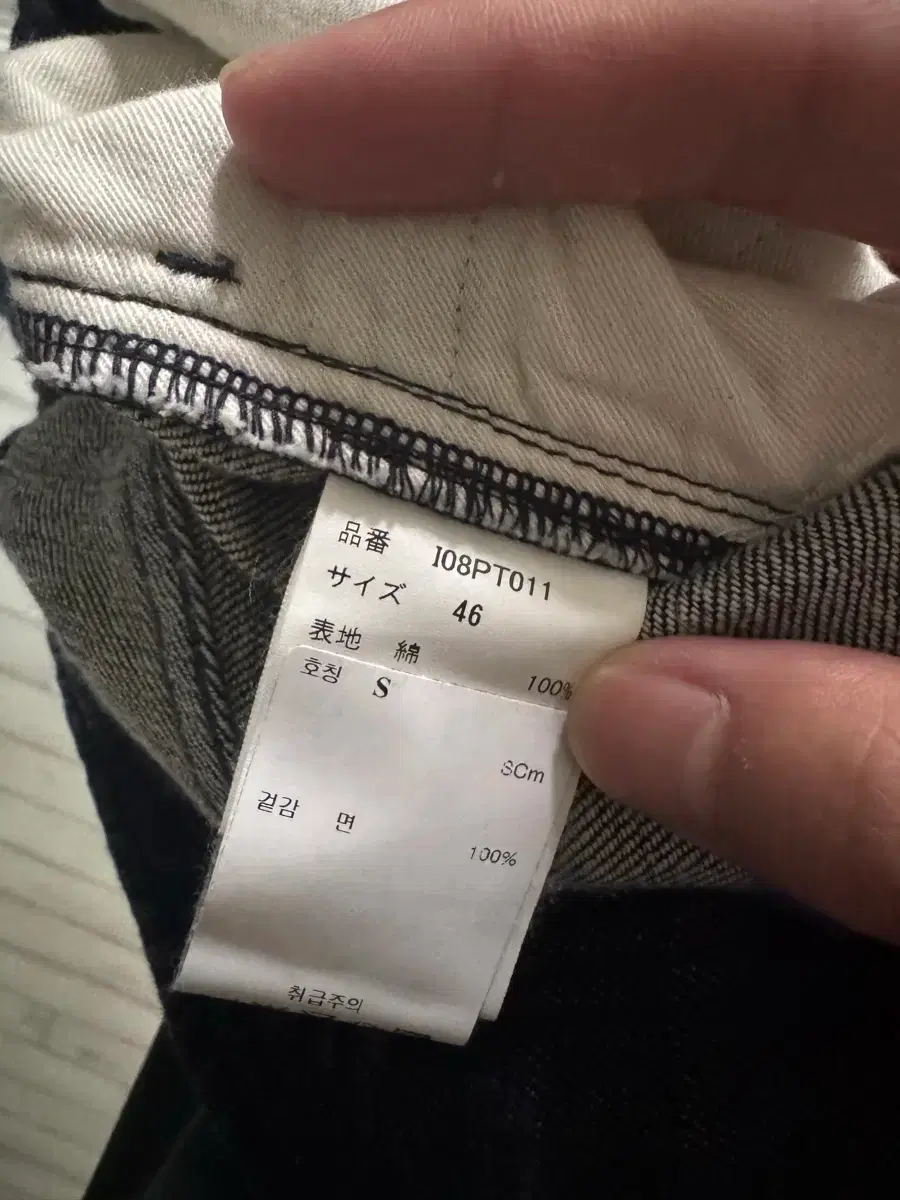 品番 I08PT011
サイズ 46
表地 綿
100%
호칭 S
SCm
겉감 면
100%
취급주의